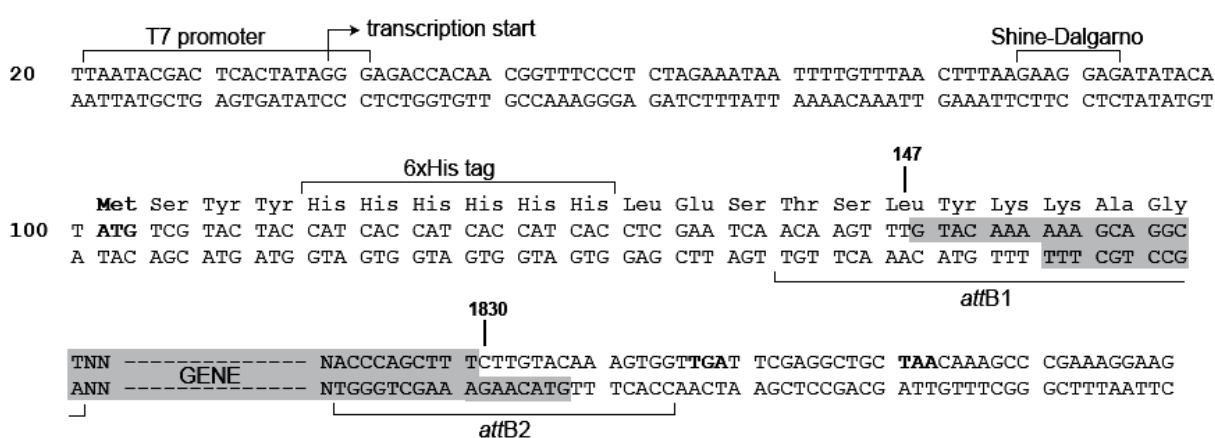 T7 promoter transcription start Shine-Dalgarno
20 TTAATACGAC TCACTATAGG GAGACCACAA CGGTTTCCCT CTAGAAATAA TTTTGTTTAA CTTTAAGAAG GAGATATACA
AATTATGCTG AGTGATATCC CTCTGGTGTT GCCAAAGGGA GATCTTTATT AAAACAAATT GAAATTCTTC CTCTATATGT
147
6xHis tag
Met Ser Tyr Tyr His His His His His His Leu Glu Ser Thr Ser Leu Tyr Lys Lys Ala Gly
100 T ATG TCG TAC TAC CAT CAC CAT CAC CAT CAC CTC GAA TCA ACA AGT TTG TAC AAA AAA GCA GGC
A TAC AGC ATG ATG GTA GTG GTA GTG GTA GTG GAG CTT AGT TGT TCA AAC ATG TTT TTT CGT CCG
attB1
1830
TNN -------------- NACCCAGCTTT CTTGTACAA AGTGGTTGAT TCGAGGCTGC TAACAAAGCC CGAAAGGAAG
GENE
ANN -------------- NTGGGTCGAA AGAACATGTT TCACCAACTA AGCTCCGACG ATTGTTTCGG GCTTTAATTC
attB2